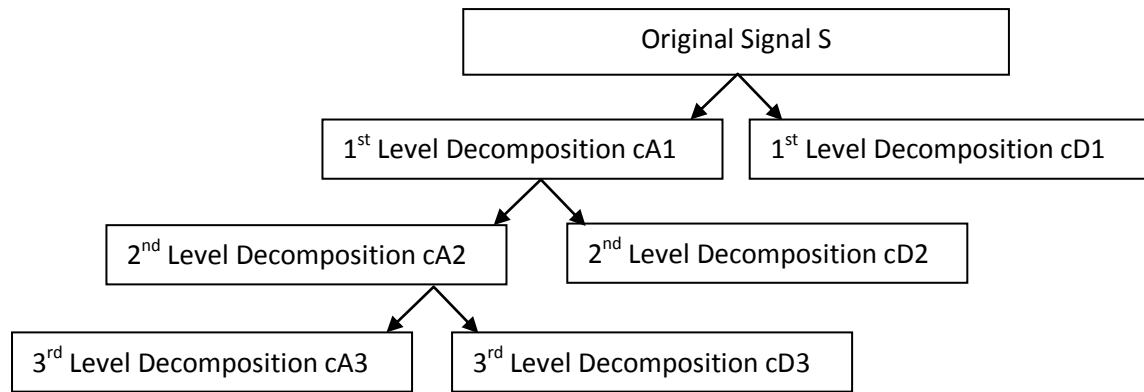 Original Signal S
1st Level Decomposition cA1
1st Level Decomposition cD1
2nd Level Decomposition cA2
2nd Level Decomposition cD2
3rd Level Decomposition cA3
3rd Level Decomposition cD3